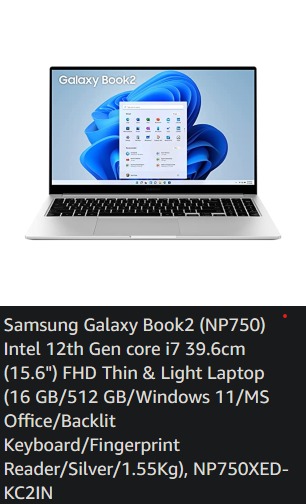 Galaxy Book2
Samsung Galaxy Book2 (NP750)
Intel 12th Gen core i7 39.6cm
(15.6") FHD Thin & Light Laptop
(16 GB/512 GB/Windows 11/MS
Office/Backlit
Keyboard/Fingerprint
Reader/Silver/1.55Kg), NP750XED-
KC2IN